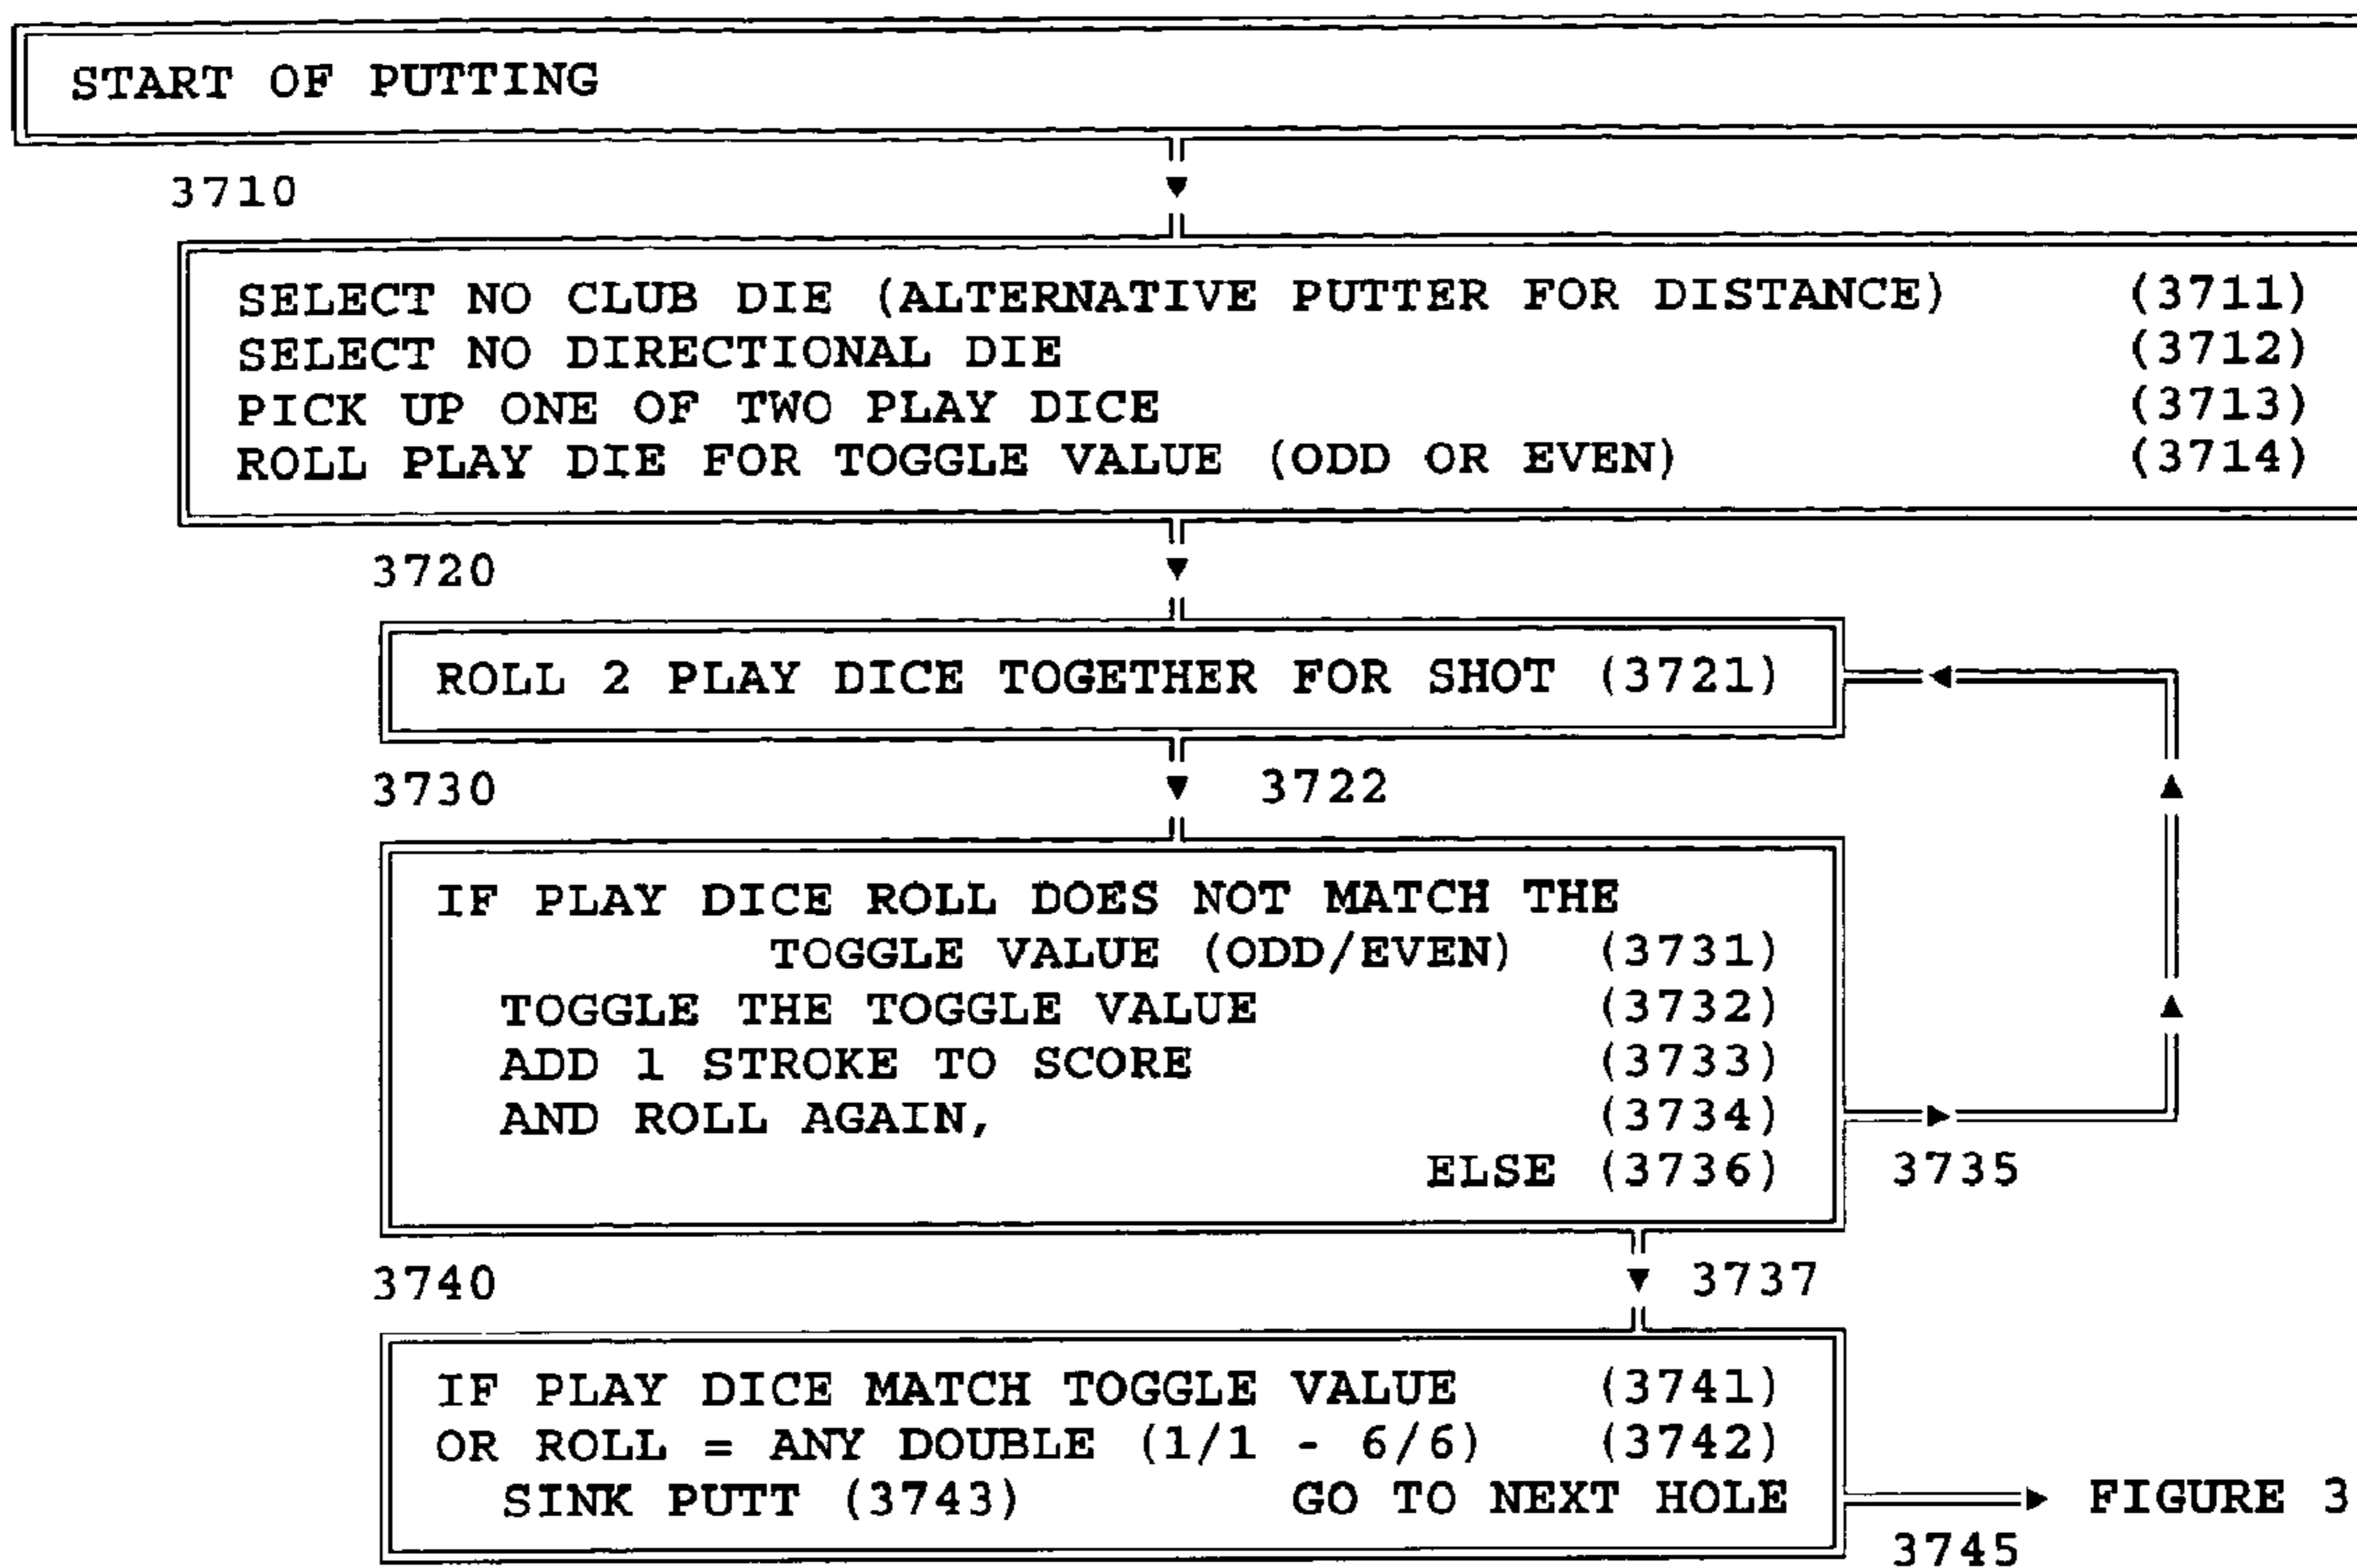 START OF PUTTING
3710
SELECT NO CLUB DIE (ALTERNATIVE PUTTER FOR DISTANCE) (3711)
SELECT NO DIRECTIONAL DIE (3712)
PICK UP ONE OF TWO PLAY DICE (3713)
ROLL PLAY DIE FOR TOGGLE VALUE (ODD OR EVEN) (3714)
3720
ROLL 2 PLAY DICE TOGETHER FOR SHOT (3721)
3730 3722
IF PLAY DICE ROLL DOES NOT MATCH THE
TOGGLE VALUE (ODD/EVEN) (3731)
TOGGLE THE TOGGLE VALUE (3732)
ADD 1 STROKE TO SCORE (3733)
AND ROLL AGAIN, (3734)
ELSE (3736) 3735
3740 3737
IF PLAY DICE MATCH TOGGLE VALUE (3741)
OR ROLL = ANY DOUBLE (1/1 - 6/6) (3742)
SINK PUTT (3743) GO TO NEXT HOLE FIGURE 3
3745